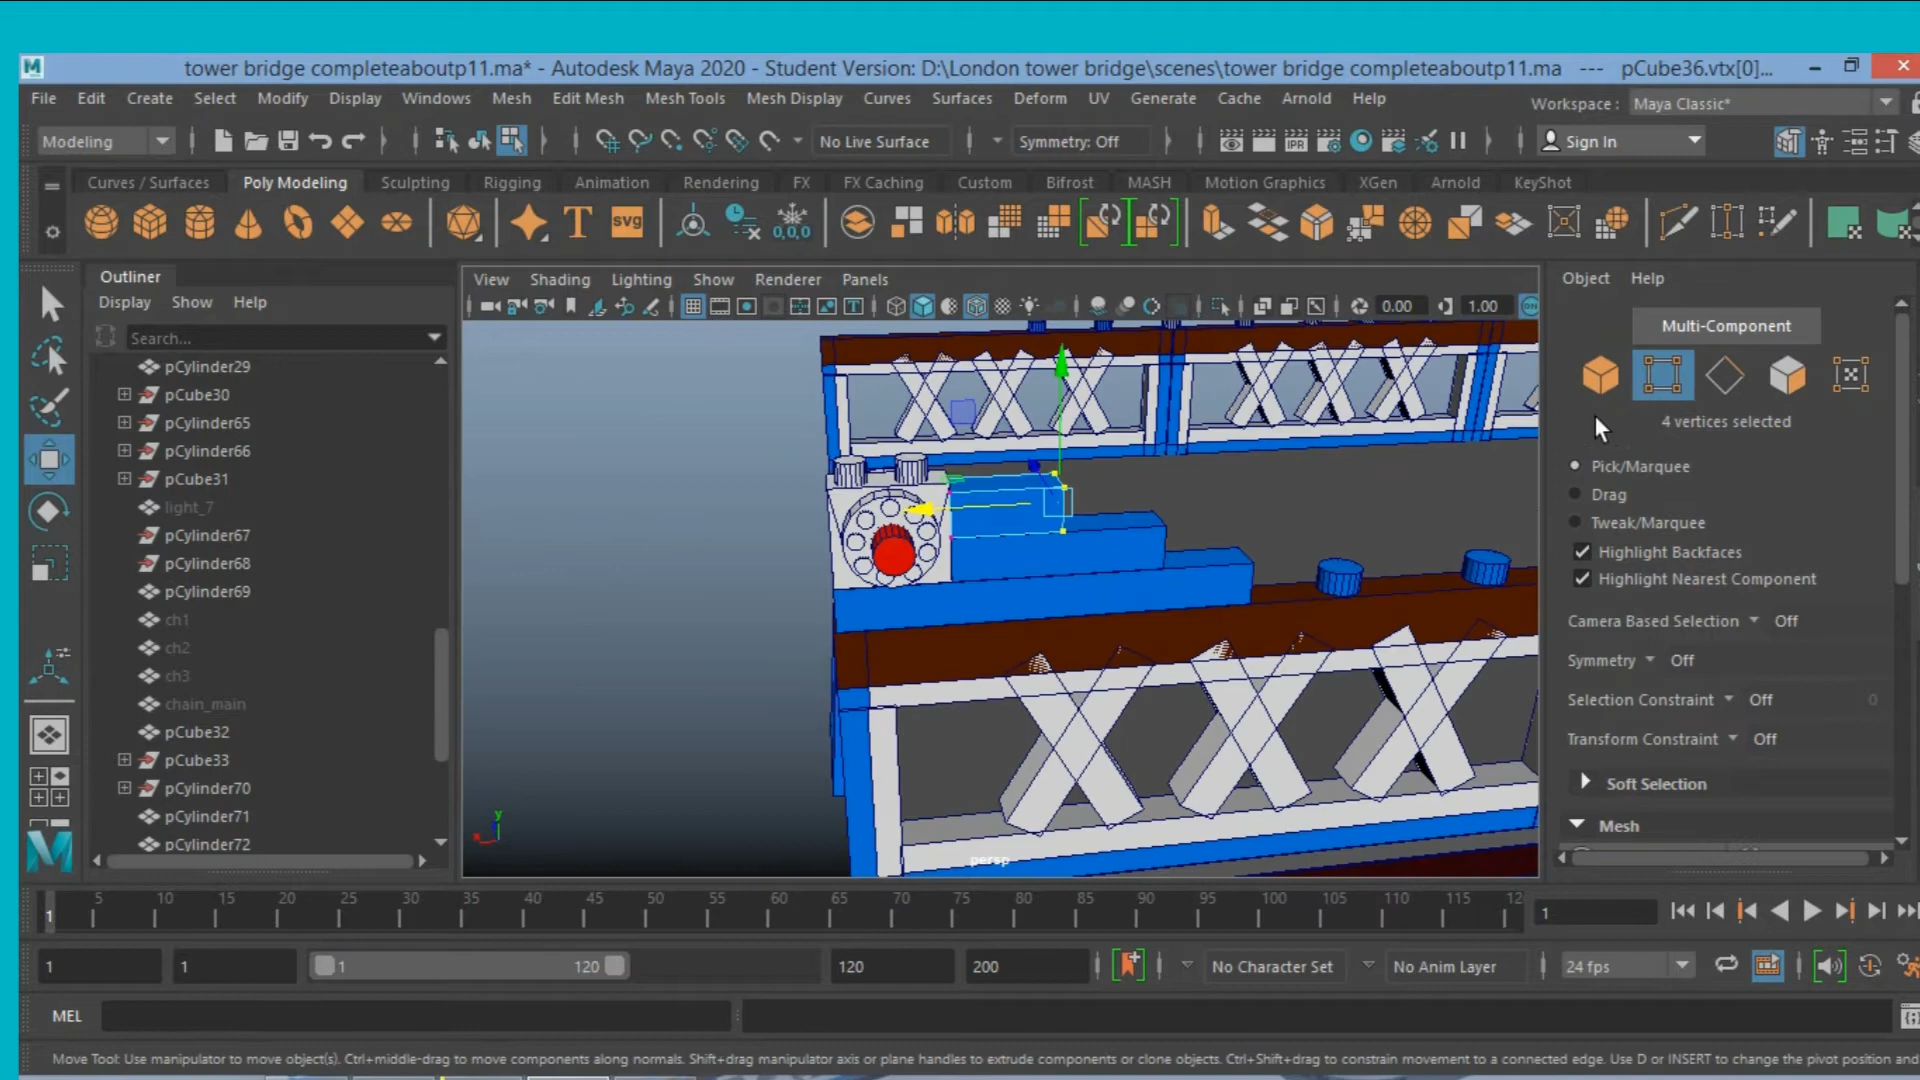 tower bridge completeaboutp11.ma* - Autodesk Maya 2020 - Student Version: D:\London tower bridge\scenes\tower bridge completeaboutp11.ma --- pCube36.vtx[0]...
File Edit Create Select Modify Display Windows Mesh Edit Mesh Mesh Tools Mesh Display Curves Surfaces Deform UV Generate Cache Arnold Help
Workspace : Maya Classic*
Modeling No Live Surface Symmetry: Off Sign In
Curves / Surfaces Poly Modeling Sculpting Rigging Animation Rendering FX FX Caching Custom Bifrost MASH Motion Graphics XGen Arnold KeyShot
T svg 0,0,0
Outliner
Display Show Help
Search...
pCylinder29
pCube30
pCube65
pCube66
pCube31
light_7
pCylinder67
pCylinder68
pCylinder69
ch1
ch2
ch3
chain_main
pCube32
pCube33
pCylinder70
pCylinder71
pCylinder72
View Shading Lighting Show Renderer Panels
0.00 1.00 ON
y
x
persp
Object Help
Multi-Component
4 vertices selected
Pick/Marquee
Drag
Tweak/Marquee
Highlight Backfaces
Highlight Nearest Component
Camera Based Selection Off
Symmetry Off
Selection Constraint Off 0
Transform Constraint Off
Soft Selection
Mesh
1 5 10 15 20 25 30 35 40 45 50 55 60 65 70 75 80 85 90 95 100 105 110 115 12 1
1 1 1 120 120 200 No Character Set No Anim Layer 24 fps
MEL
Move Tool: Use manipulator to move object(s). Ctrl+middle-drag to move components along normals. Shift+drag manipulator axis or plane handles to extrude components or clone objects. Ctrl+Shift+drag to constrain movement to a connected edge. Use D or INSERT to change the pivot position and